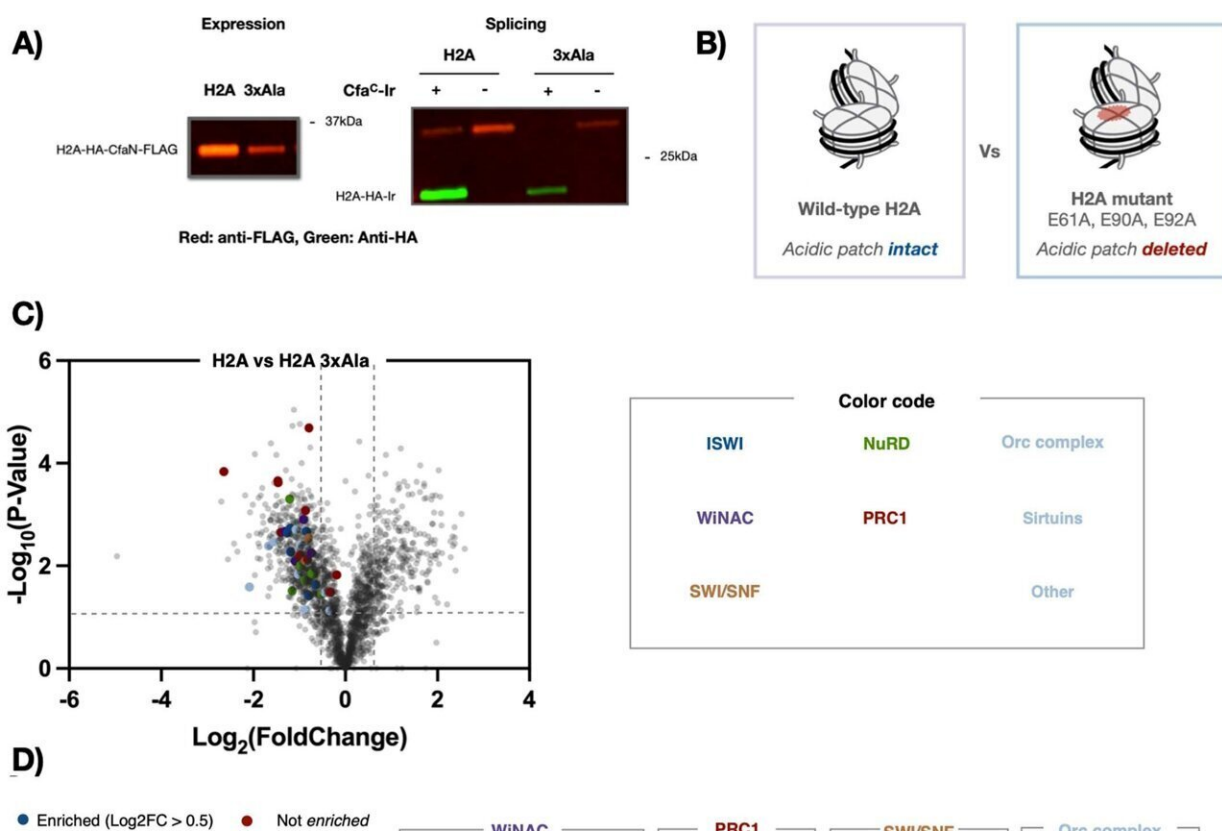 A)
Expression
Splicing
H2A 3xAla
H2A
3xAla
Cfaᶜ-Ir
+ - + -
- 37kDa
H2A-HA-CfaN-FLAG
- 25kDa
H2A-HA-Ir
Red: anti-FLAG, Green: Anti-HA
B)
Wild-type H2A
Acidic patch intact
Vs
H2A mutant
E61A, E90A, E92A
Acidic patch deleted
C)
H2A vs H2A 3xAla
-Log₁₀(P-Value)
6
4
2
0
-6 -4 -2 0 2 4
Log₂(FoldChange)
Color code
ISWI NuRD Orc complex
WiNAC PRC1 Sirtuins
SWI/SNF Other
D)
Enriched (Log2FC > 0.5) Not enriched
WiNAC PRC1 SWI/SNF Orc complex